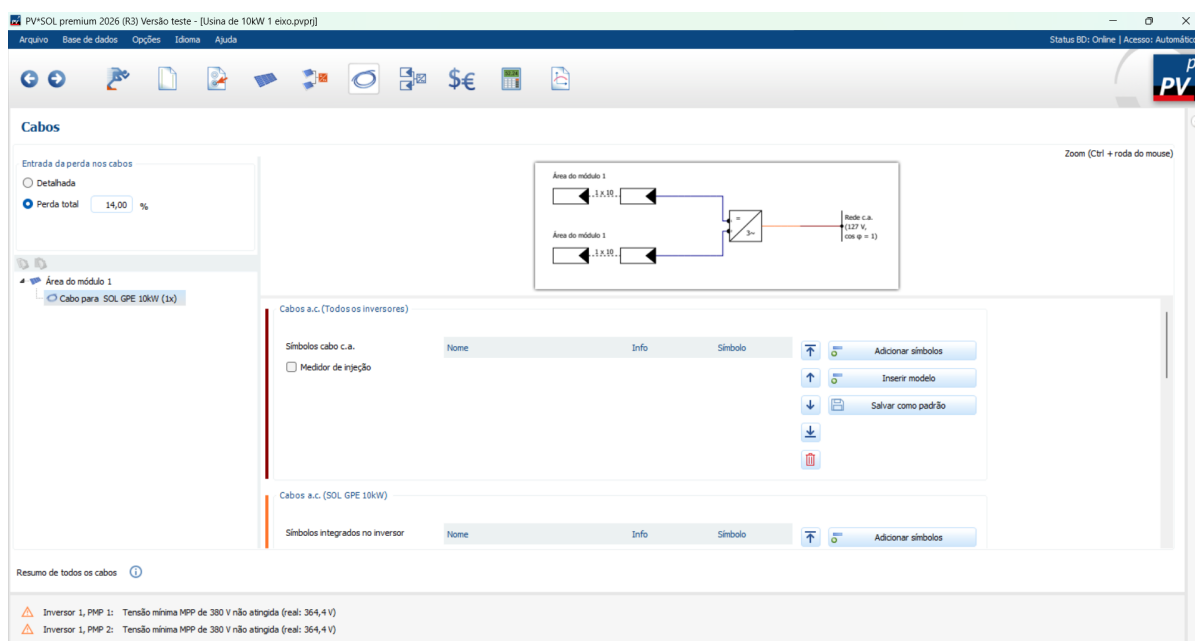 PV*SOL premium 2026 (R3) Versão teste - [Usina de 10kW 1 eixo.pvprj]
Arquivo Base de dados Opções Idioma Ajuda Status BD: Online | Acesso: Automático
$€
PV
Cabos
Zoom (Ctrl + roda do mouse)
Entrada da perda nos cabos
Detalhada
Perda total 14,00 %
Área do módulo 1
1 x 10
Rede c.a.
(127 V,
cos φ = 1)
=
3~
Área do módulo 1
1 x 10
Área do módulo 1
Cabo para SOL GPE 10kW (1x)
Cabos a.c. (Todos os inversores)
Símbolos cabo c.a. Nome Info Símbolo Adicionar símbolos
Medidor de injeção Inserir modelo
Salvar como padrão
Cabos a.c. (SOL GPE 10kW)
Símbolos integrados no inversor Nome Info Símbolo Adicionar símbolos
Resumo de todos os cabos
Inversor 1, PMP 1: Tensão mínima MPP de 380 V não atingida (real: 364,4 V)
Inversor 1, PMP 2: Tensão mínima MPP de 380 V não atingida (real: 364,4 V)